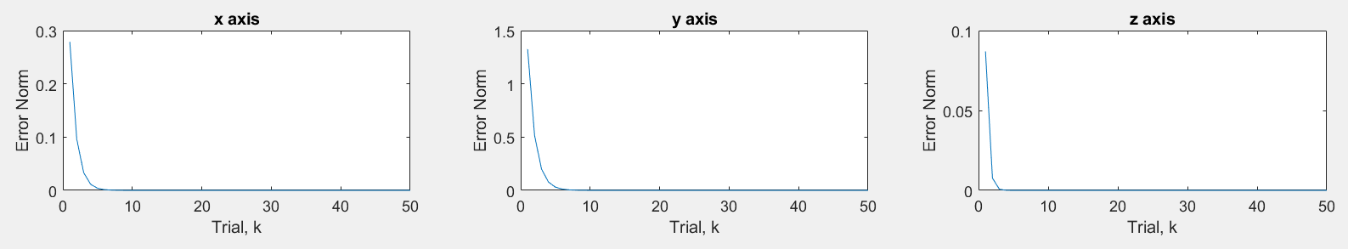 x axis
y axis
z axis
0.3
0.2
0.1
0
Error Norm
0 10 20 30 40 50
Trial, k
1.5
1
0.5
0
Error Norm
0 10 20 30 40 50
Trial, k
0.1
0.05
0
Error Norm
0 10 20 30 40 50
Trial, k